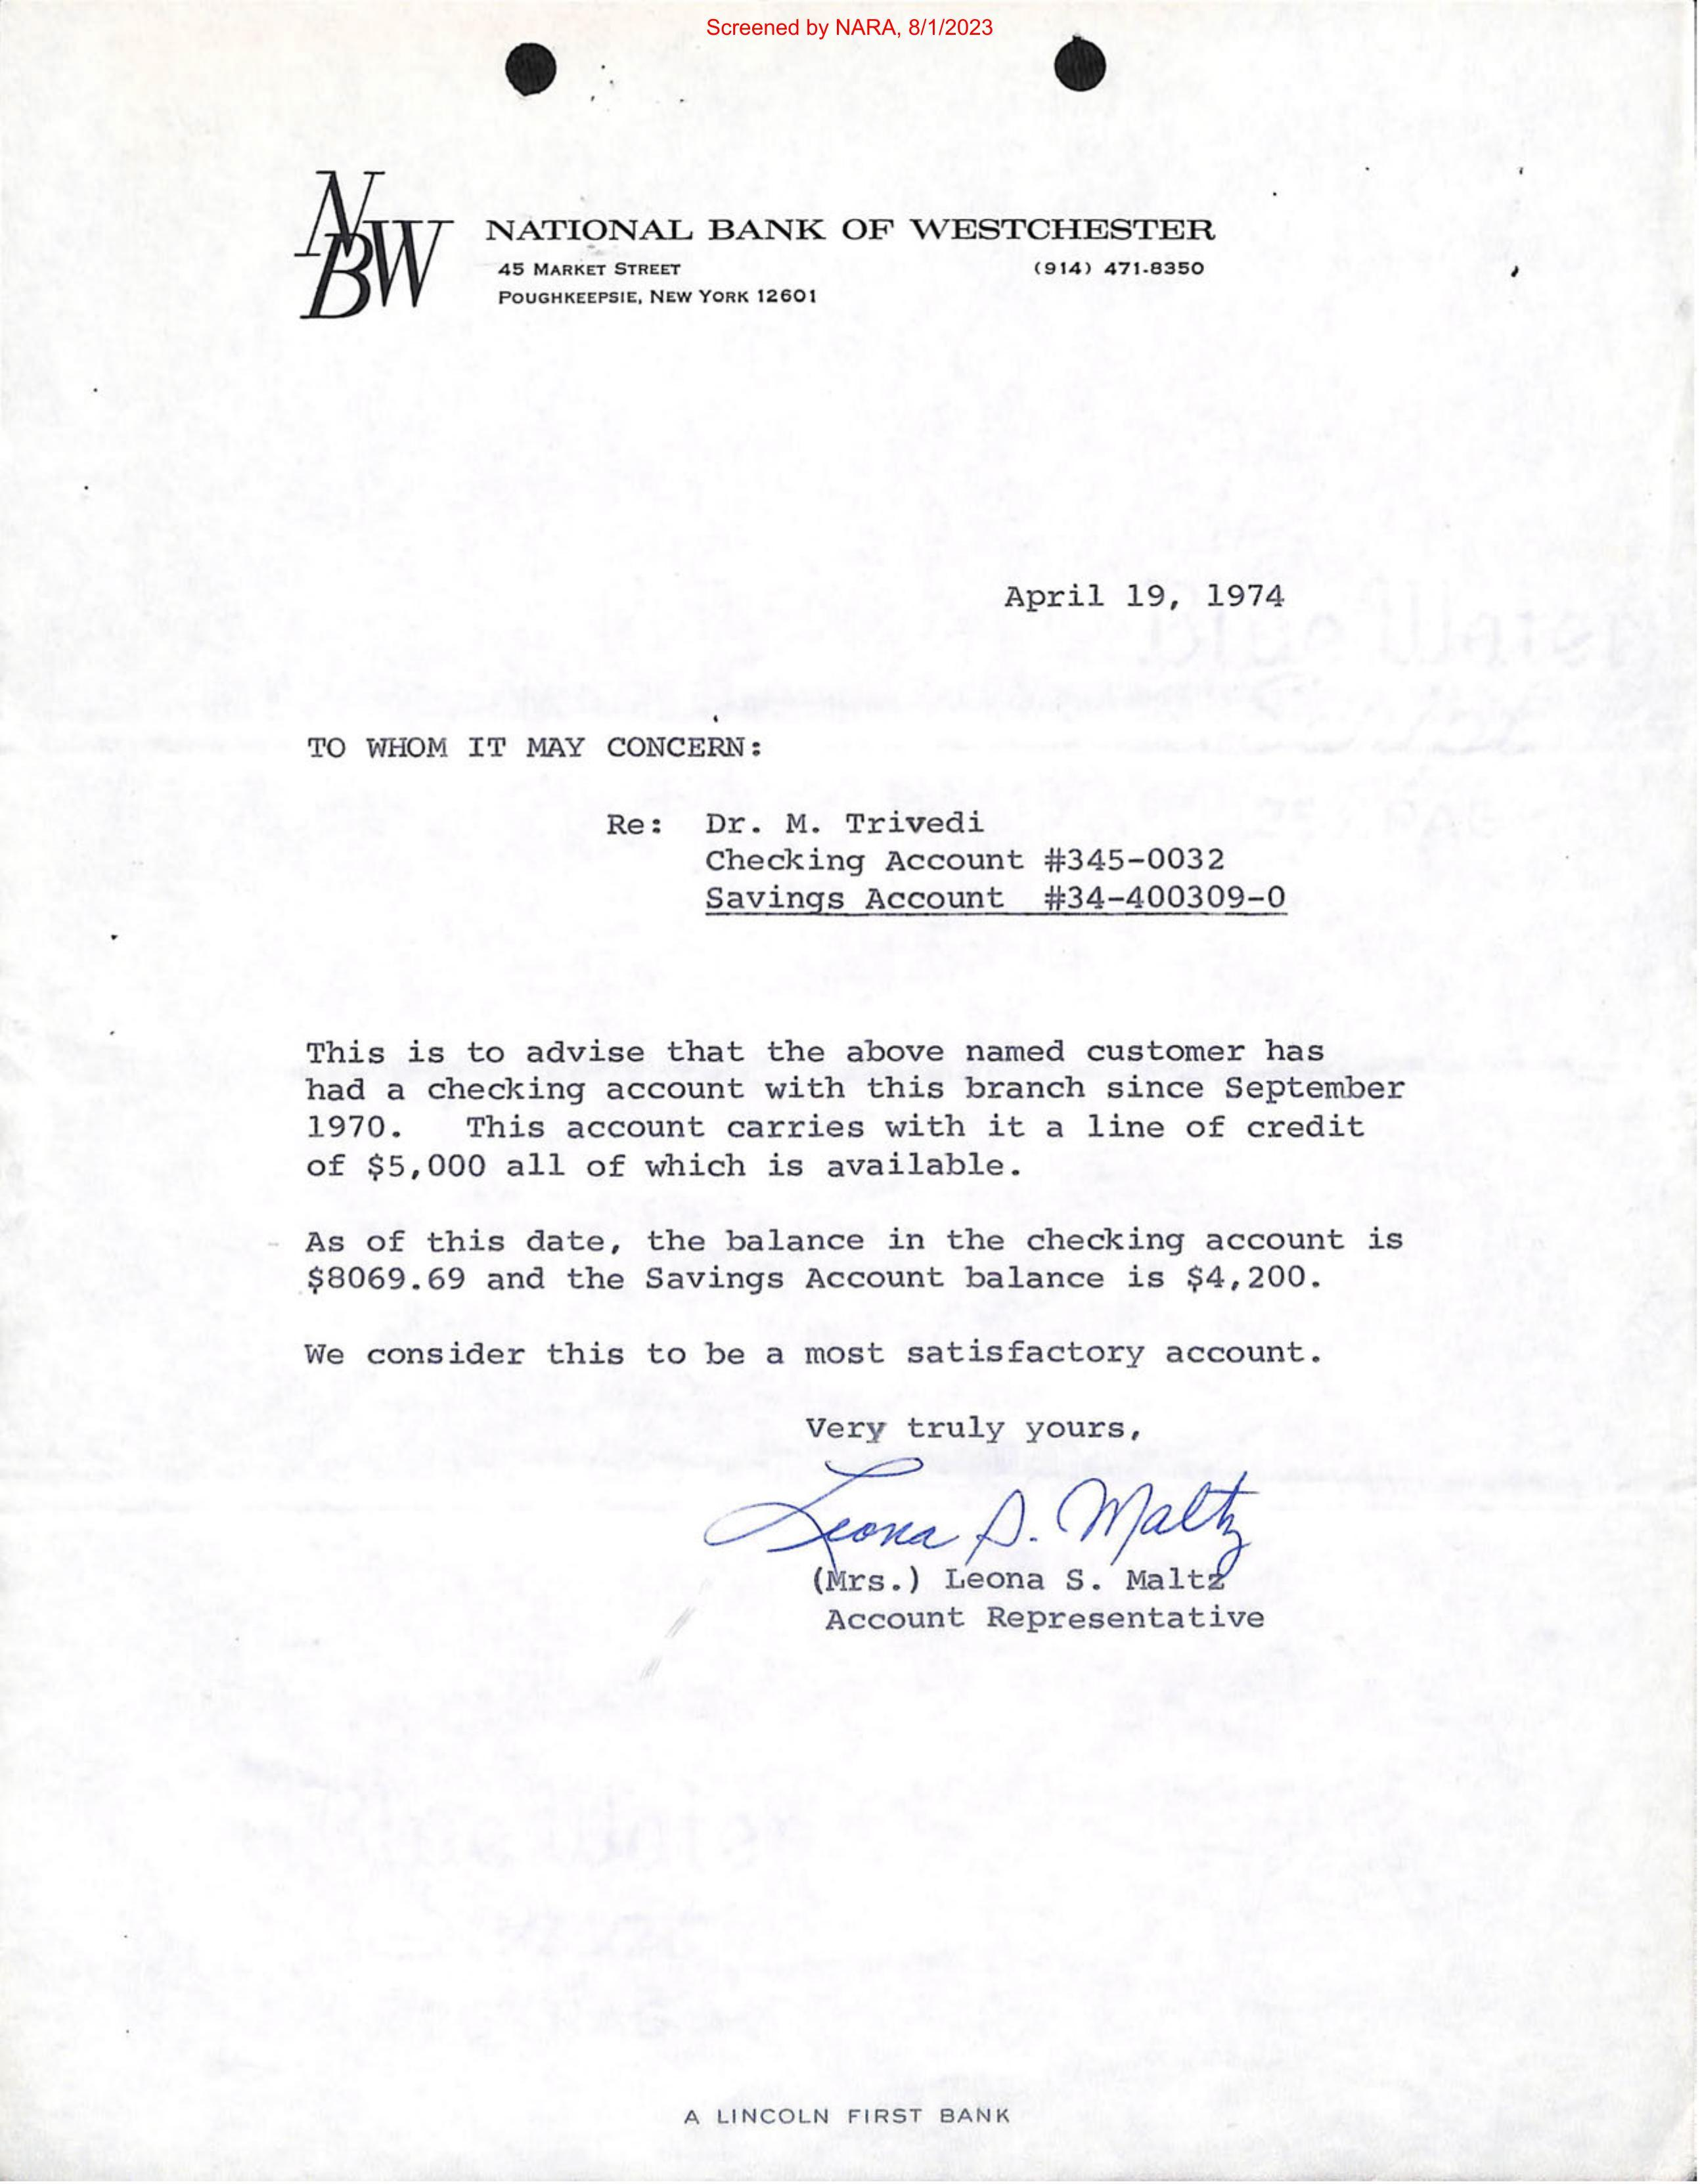 Screened by NARA, 8/1/2023
NBW
NATIONAL BANK OF WESTCHESTER
45 MARKET STREET (914) 471-8350
POUGHKEEPSIE, NEW YORK 12601
April 19, 1974
TO WHOM IT MAY CONCERN:
Re: Dr. M. Trivedi
Checking Account #345-0032
Savings Account #34-400309-0
This is to advise that the above named customer has
had a checking account with this branch since September
1970. This account carries with it a line of credit
of $5,000 all of which is available.
As of this date, the balance in the checking account is
$8069.69 and the Savings Account balance is $4,200.
We consider this to be a most satisfactory account.
Very truly yours,
Leona S. Maltz
(Mrs.) Leona S. Maltz
Account Representative
A LINCOLN FIRST BANK